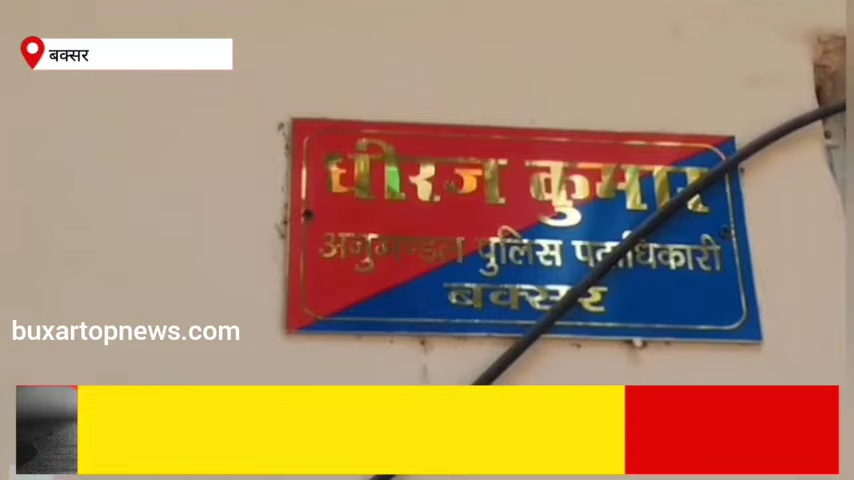 बक्सर
धीरज कुमार
अनुमण्डल पुलिस पदाधिकारी
बक्सर
buxartopnews.com